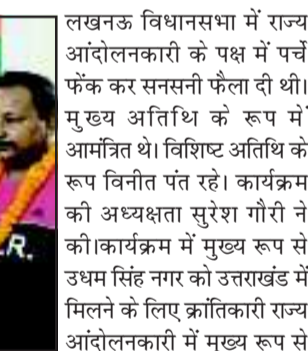 लखनऊ विधानसभा में राज्य
आंदोलनकारी के पक्ष में पर्चे
फेंक कर सनसनी फैला दी थी।
मुख्य अतिथि के रूप में
आमंत्रित थे। विशिष्ट अतिथि के
रूप विनीत पंत रहे। कार्यक्रम
की अध्यक्षता सुरेश गौरी ने
की।कार्यक्रम में मुख्य रूप से
उधम सिंह नगर को उत्तराखंड में
मिलने के लिए क्रांतिकारी राज्य
आंदोलनकारी में मुख्य रूप से
R.